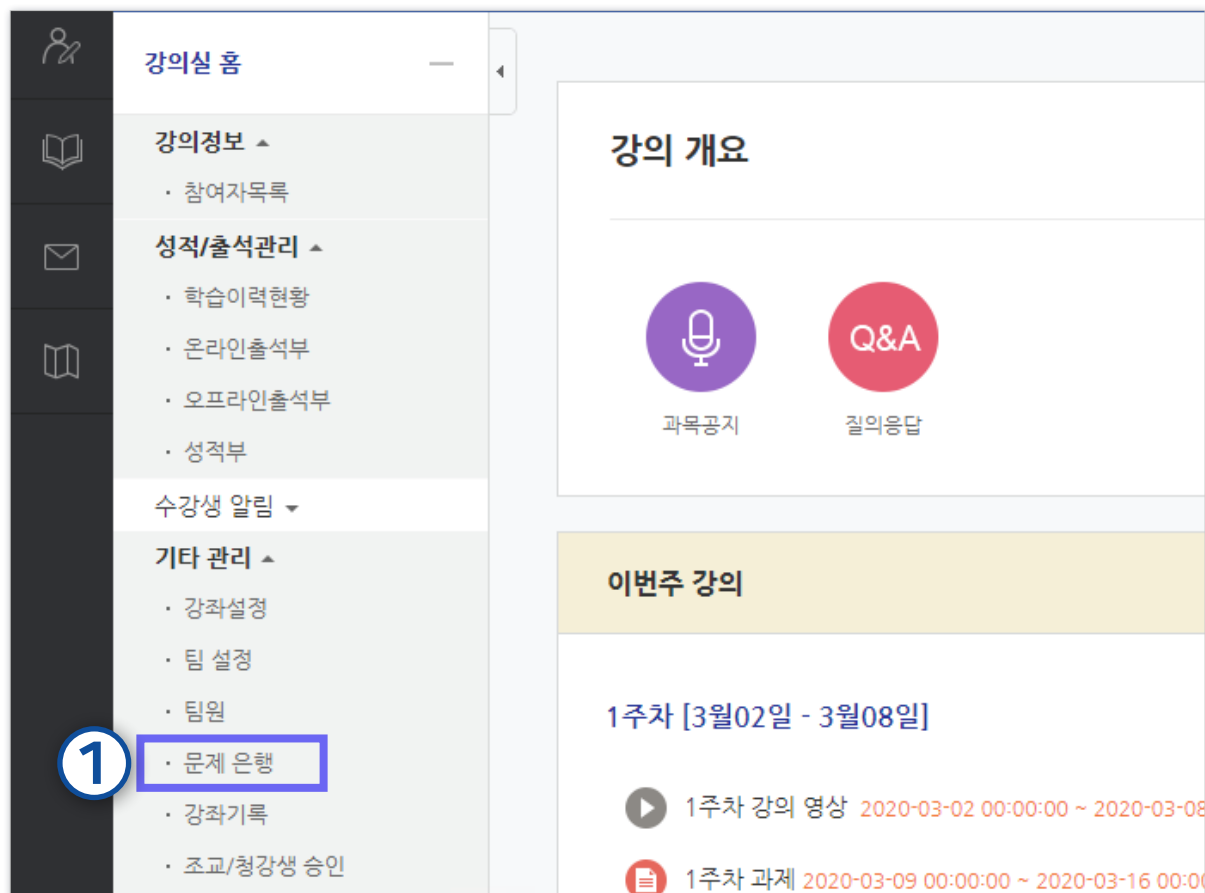 강의실 홈
강의정보
· 참여자목록
성적/출석관리
· 학습이력현황
· 온라인출석부
· 오프라인출석부
· 성적부
수강생 알림
기타 관리
· 강좌설정
· 팀 설정
· 팀원
1
· 문제 은행
· 강좌기록
· 조교/청강생 승인
강의 개요
Q&A
과목공지
질의응답
이번주 강의
1주차 [3월02일 - 3월08일]
1주차 강의 영상 2020-03-02 00:00:00 ~ 2020-03-08
1주차 과제 2020-03-09 00:00:00 ~ 2020-03-16 00:00